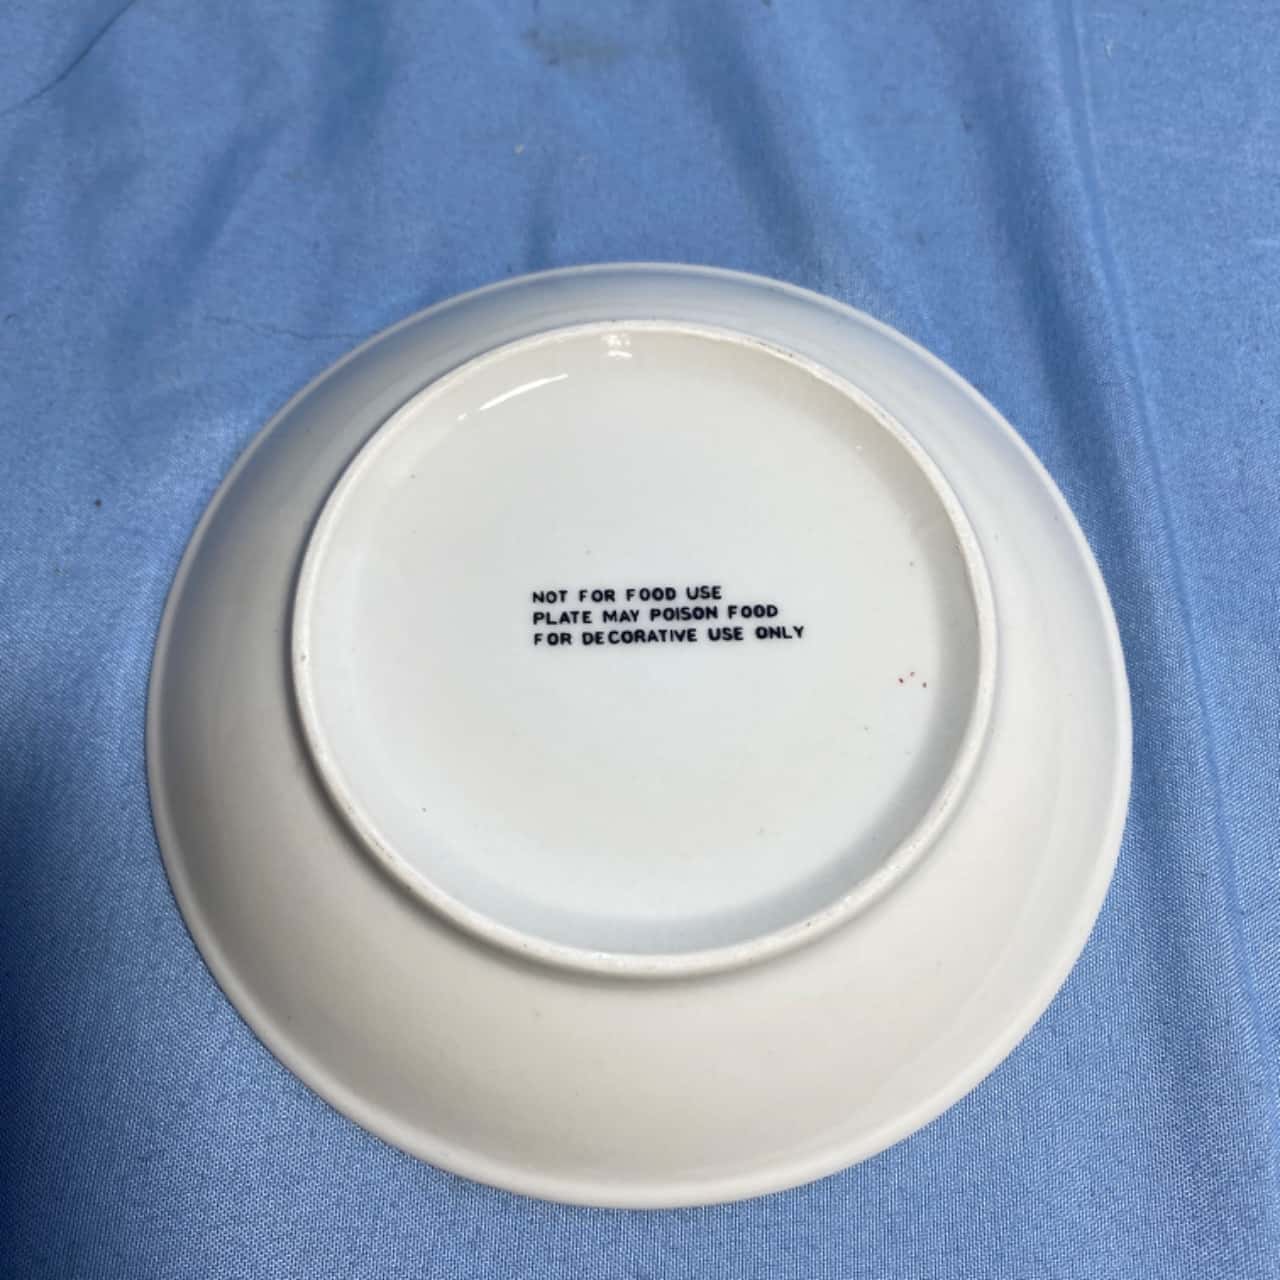 NOT FOR FOOD USE
PLATE MAY POISON FOOD
FOR DECORATIVE USE ONLY